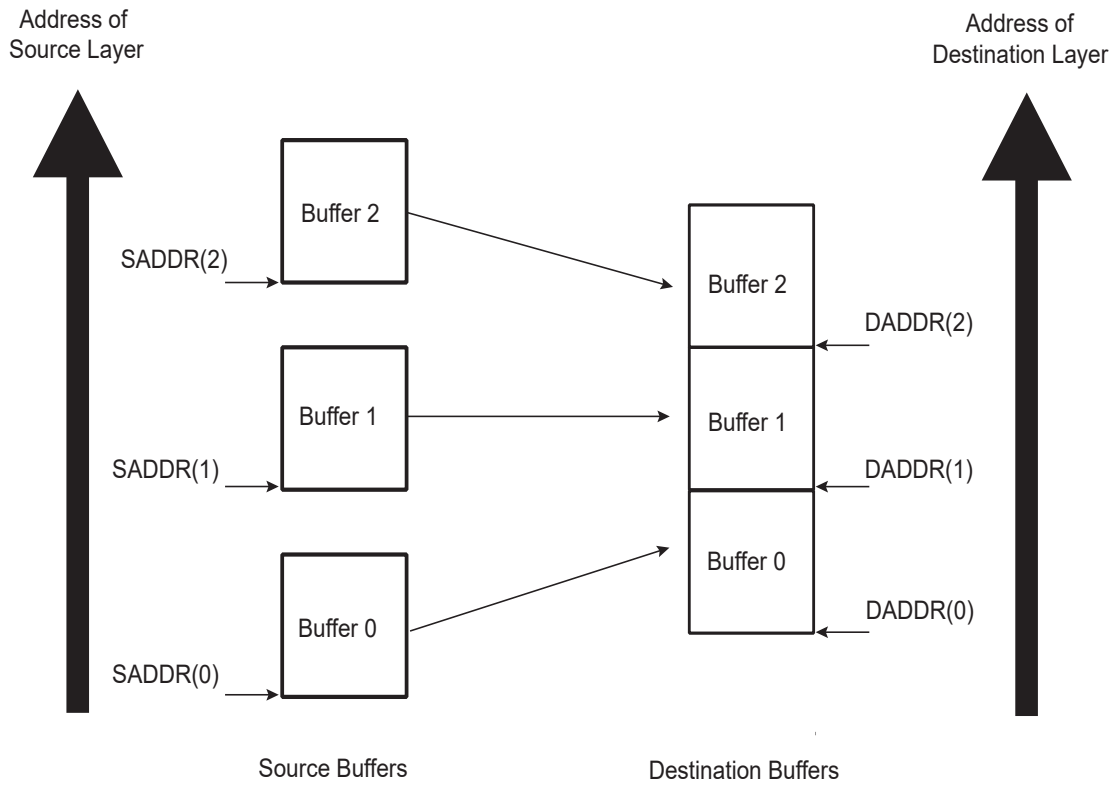 Address of
Source Layer
Address of
Destination Layer
Buffer 2
SADDR(2)
Buffer 2
DADDR(2)
Buffer 1
Buffer 1
SADDR(1)
DADDR(1)
Buffer 0
Buffer 0
DADDR(0)
SADDR(0)
Source Buffers
Destination Buffers